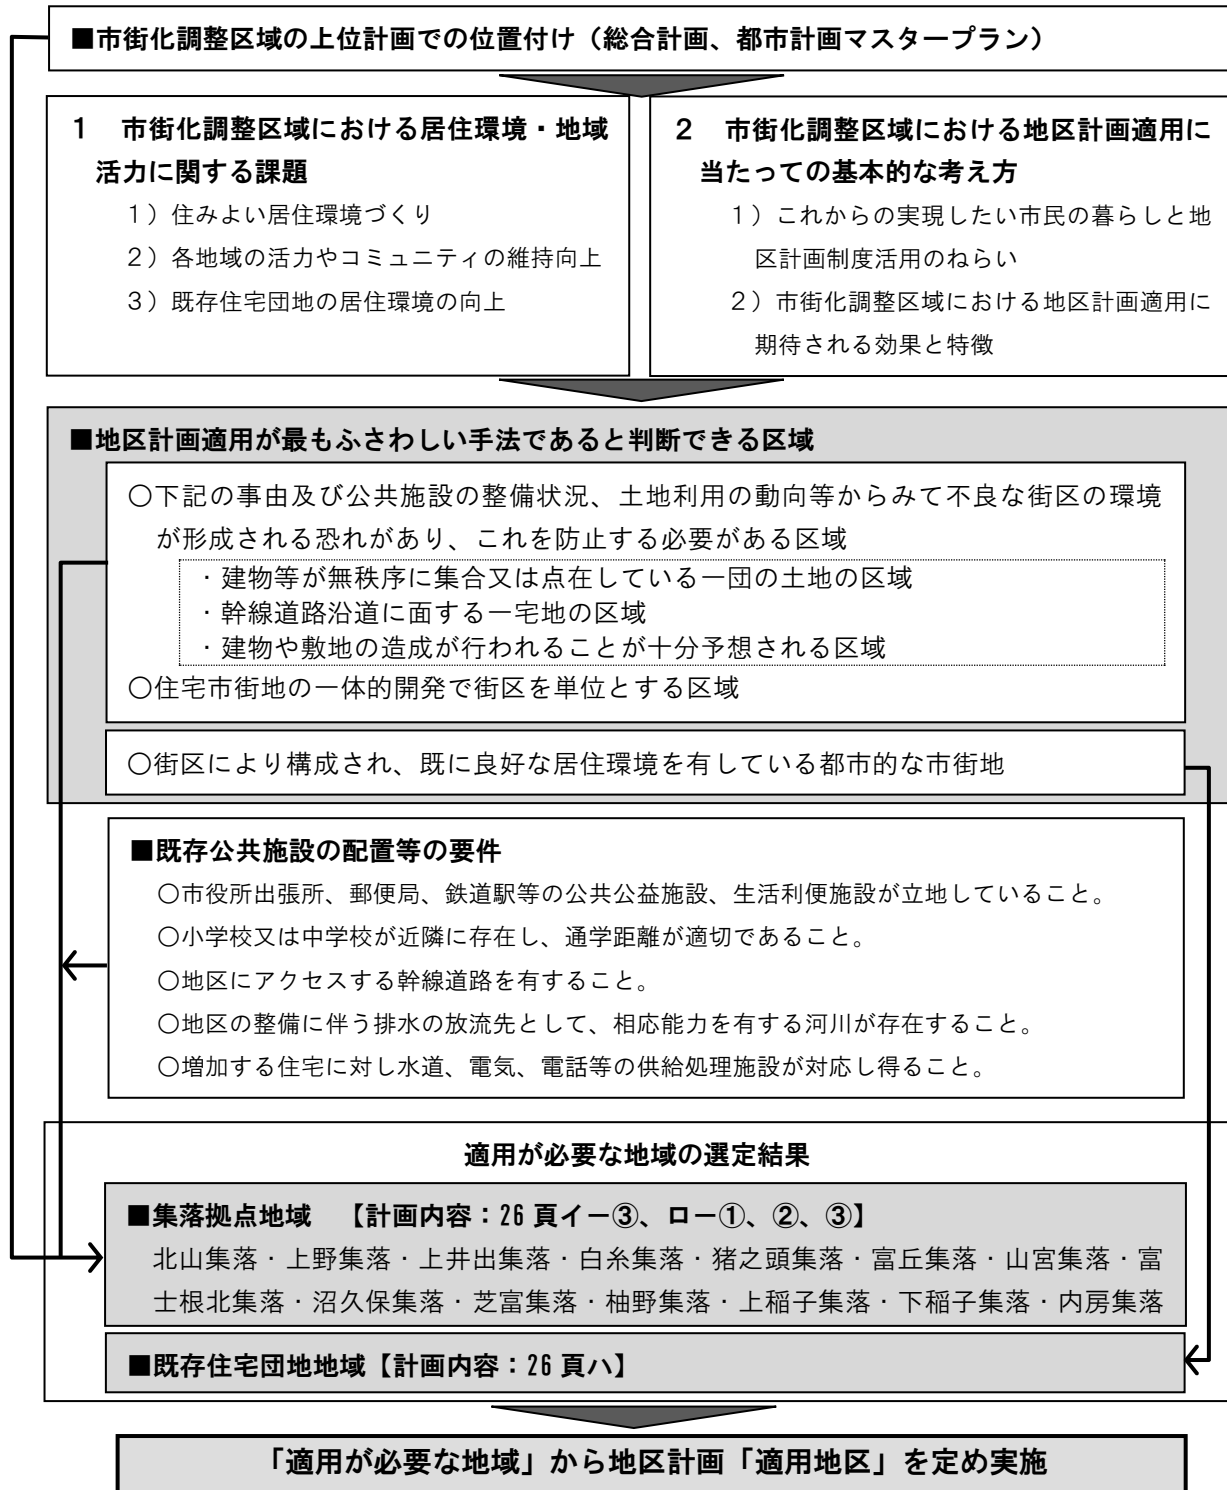 ■市街化調整区域の上位計画での位置付け（総合計画、都市計画マスタープラン）
１　市街化調整区域における居住環境・地域
活力に関する課題
１）住みよい居住環境づくり
２）各地域の活力やコミュニティの維持向上
３）既存住宅団地の居住環境の向上
２　市街化調整区域における地区計画適用に
当たっての基本的な考え方
１）これからの実現したい市民の暮らしと地
区計画制度活用のねらい
２）市街化調整区域における地区計画適用に
期待される効果と特徴
■地区計画適用が最もふさわしい手法であると判断できる区域
○下記の事由及び公共施設の整備状況、土地利用の動向等からみて不良な街区の環境
が形成される恐れがあり、これを防止する必要がある区域
・建物等が無秩序に集合又は点在している一団の土地の区域
・幹線道路沿道に面する一宅地の区域
・建物や敷地の造成が行われることが十分予想される区域
○住宅市街地の一体的開発で街区を単位とする区域
○街区により構成され、既に良好な居住環境を有している都市的な市街地
■既存公共施設の配置等の要件
○市役所出張所、郵便局、鉄道駅等の公共公益施設、生活利便施設が立地していること。
○小学校又は中学校が近隣に存在し、通学距離が適切であること。
○地区にアクセスする幹線道路を有すること。
○地区の整備に伴う排水の放流先として、相応能力を有する河川が存在すること。
○増加する住宅に対し水道、電気、電話等の供給処理施設が対応し得ること。
適用が必要な地域の選定結果
■集落拠点地域　【計画内容：26 頁イー③、ロー①、②、③】
北山集落・上野集落・上井出集落・白糸集落・猪之頭集落・富丘集落・山宮集落・富
士根北集落・沼久保集落・芝富集落・柚野集落・上稲子集落・下稲子集落・内房集落
■既存住宅団地地域【計画内容：26 頁ハ】
「適用が必要な地域」から地区計画「適用地区」を定め実施